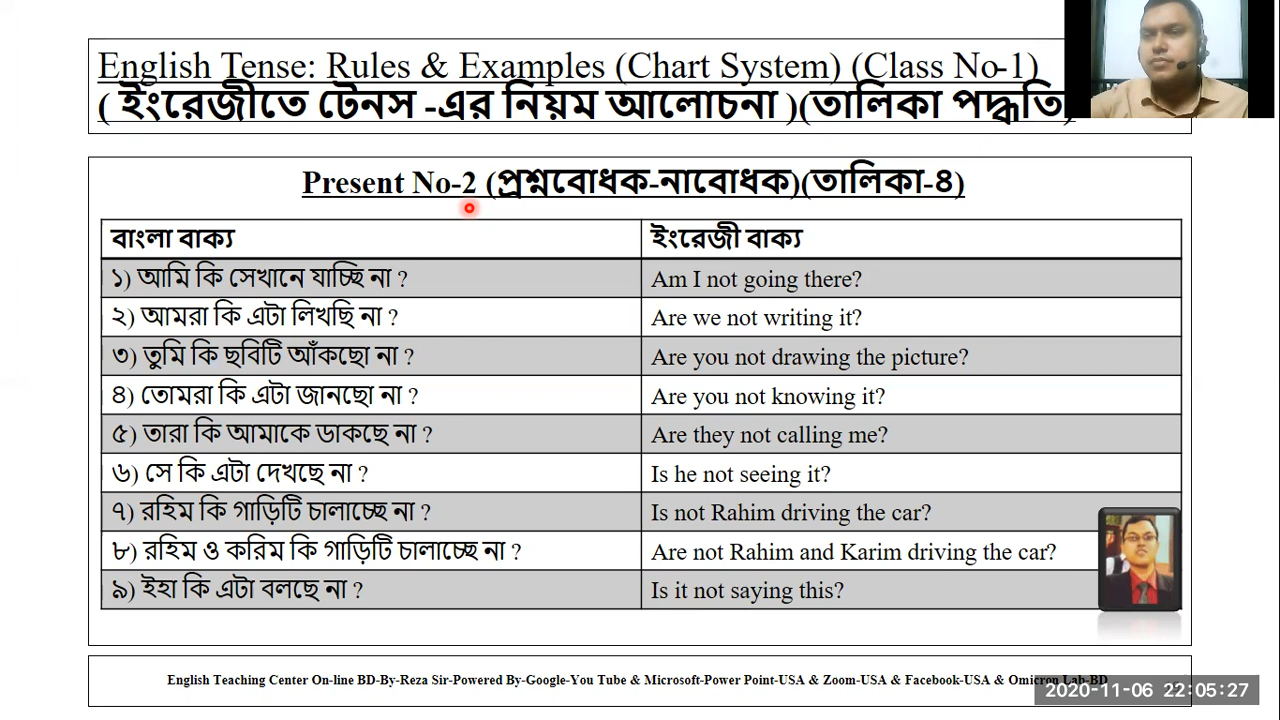 English Tense: Rules & Examples (Chart System) (Class No-1)
( ইংরেজীতে টেনস -এর নিয়ম আলোচনা )(তালিকা পদ্ধতি)
Present No-2 (প্রশ্নবোধক-নাবোধক)(তালিকা-৪)
বাংলা বাক্য ইংরেজী বাক্য
১) আমি কি সেখানে যাচ্ছি না ? Am I not going there?
২) আমরা কি এটা লিখছি না ? Are we not writing it?
৩) তুমি কি ছবিটি আঁকছো না ? Are you not drawing the picture?
৪) তোমরা কি এটা জানছো না ? Are you not knowing it?
৫) তারা কি আমাকে ডাকছে না ? Are they not calling me?
৬) সে কি এটা দেখছে না ? Is he not seeing it?
৭) রহিম কি গাড়িটি চালাচ্ছে না ? Is not Rahim driving the car?
৮) রহিম ও করিম কি গাড়িটি চালাচ্ছে না ? Are not Rahim and Karim driving the car?
৯) ইহা কি এটা বলছে না ? Is it not saying this?
English Teaching Center On-line BD-By-Reza Sir-Powered By-Google-You Tube & Microsoft-Power Point-USA & Zoom-USA & Facebook-USA & Omicron Lab-BD
2020-11-06 22:05:27